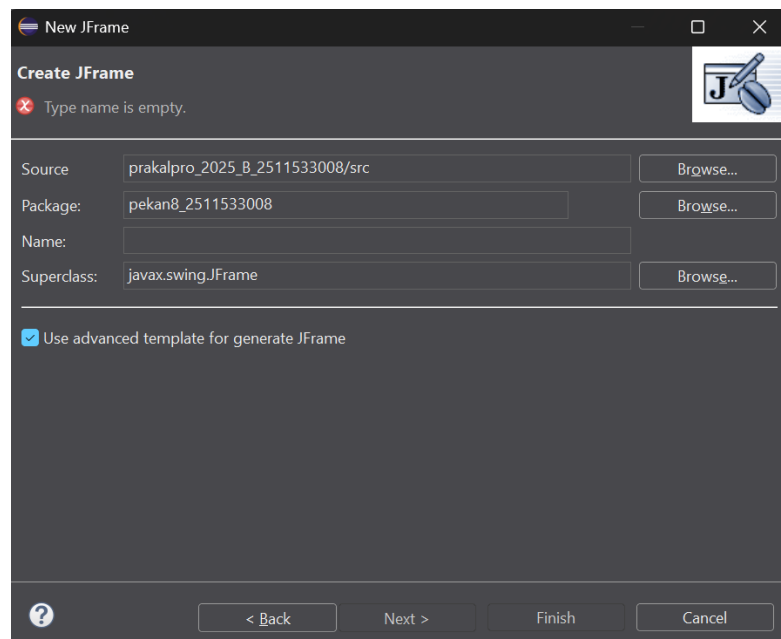 New JFrame
Create JFrame
Type name is empty.
Source prakalpro_2025_B_2511533008/src Browse...
Package: pekan8_2511533008 Browse...
Name:
Superclass: javax.swing.JFrame Browse...
Use advanced template for generate JFrame
? < Back Next > Finish Cancel